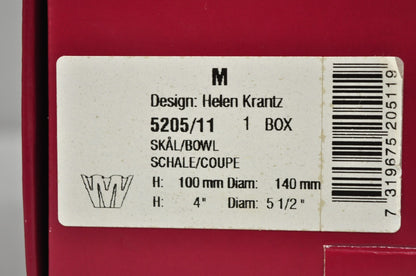 M
Design: Helen Krantz
5205/11 1 BOX
SKÅL/BOWL
SCHALE/COUPE
H: 100 mm Diam: 140 mm
H: 4" Diam: 5 1/2"
7 319675 205119